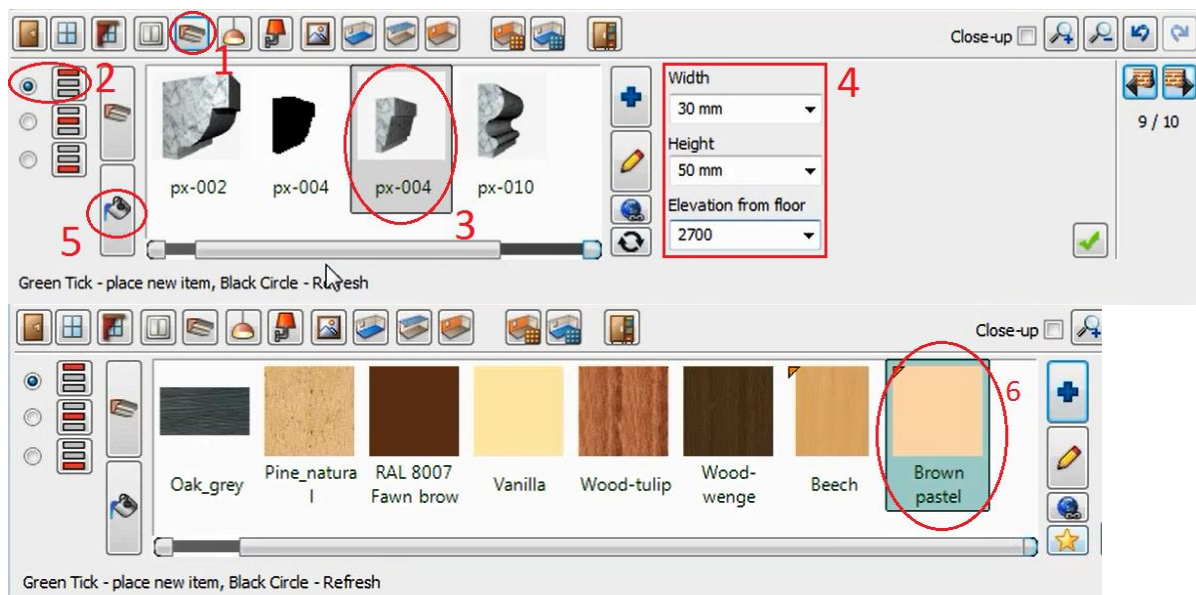 Close-up
1
2
3
4
5
Width
30 mm
Height
50 mm
Elevation from floor
2700
9 / 10
px-002
px-004
px-004
px-010
Green Tick - place new item, Black Circle - Refresh
Close-up
6
Oak_grey
Pine_natura
l
RAL 8007
Fawn brow
Vanilla
Wood-tulip
Wood-
wenge
Beech
Brown
pastel
Green Tick - place new item, Black Circle - Refresh